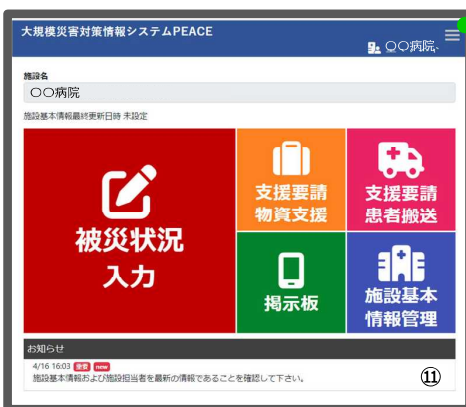 大規模災害対策情報システムPEACE
〇〇病院
施設名
〇〇病院
施設基本情報最終更新日時 未設定
被災状況
入力
支援要請
物資支援
支援要請
患者搬送
掲示板
施設基本
情報管理
お知らせ
4/16 16:03 重要 new
施設基本情報および施設担当者を最新の情報であることを確認して下さい。
⑪